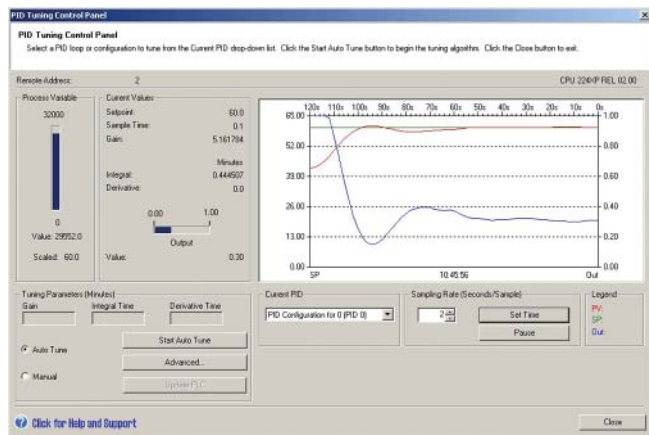 PID Tuning Control Panel
PID Tuning Control Panel
Select a PID loop or configuration to tune from the Current PID drop-down list. Click the Start Auto Tune button to begin the tuning algorithm. Click the Close button to exit.
Remote Address: 2 CPU 224XP REL 02.00
Process Variable
32000
0
Value: 29952.0
Scaled: 60.0
Current Values
Setpoint: 60.0
Sample Time: 0.1
Gain: 5.161784
Minutes
Integral: 0.444507
Derivative: 0.0
0.00 1.00
Output
Value: 0.30
120s 110s 100s 90s 80s 70s 60s 50s 40s 30s 20s 10s 0s
65.00 1.00
52.00 0.80
39.00 0.60
26.00 0.40
13.00 0.20
0.00 0.00
SP 10:45:56 Out
Tuning Parameters (Minutes)
Gain Integral Time Derivative Time
Auto Tune
Manual
Start Auto Tune
Advanced...
Update PLC
Current PID
PID Configuration for 0 (PID 0)
Sampling Rate (Seconds/Sample)
2
Set Time
Pause
Legend
PV:
SP:
Out:
Click for Help and Support
Close